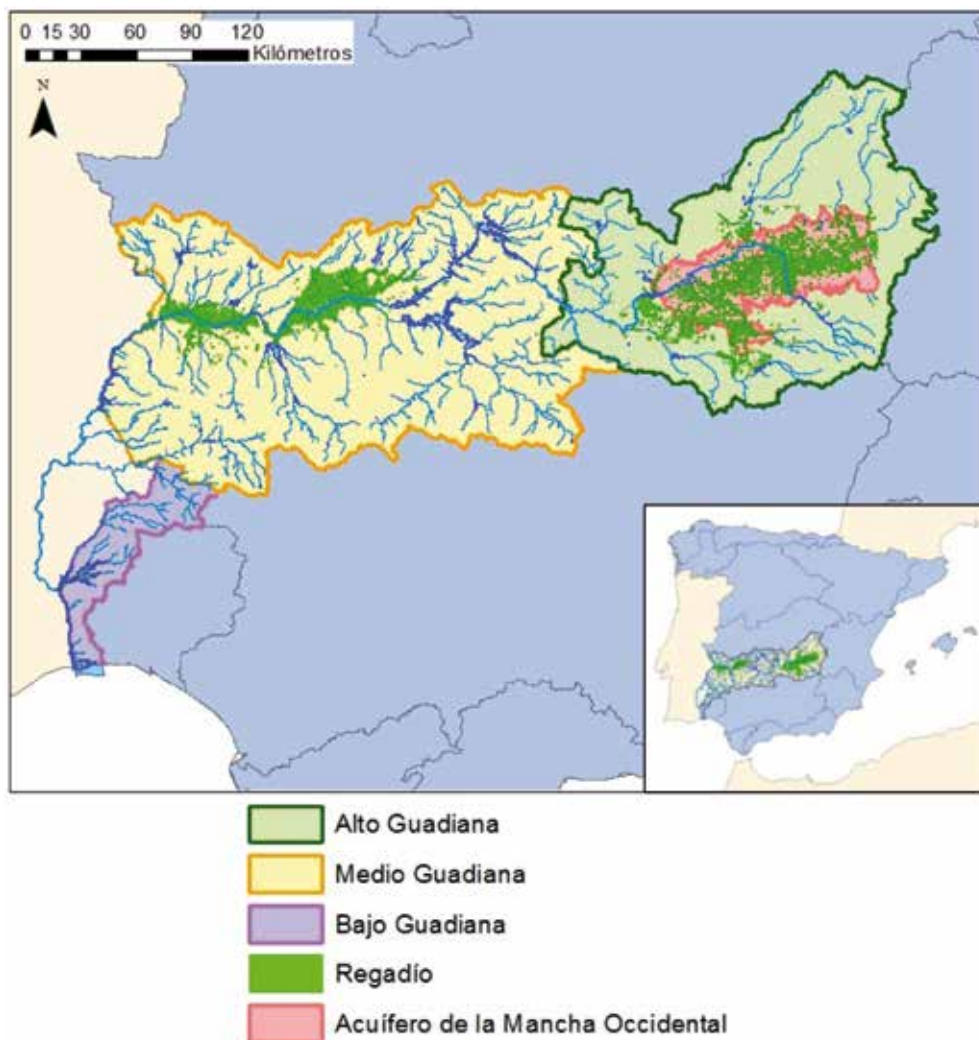 0 15 30 60 90 120
Kilómetros
N
Alto Guadiana
Medio Guadiana
Bajo Guadiana
Regadío
Acuífero de la Mancha Occidental